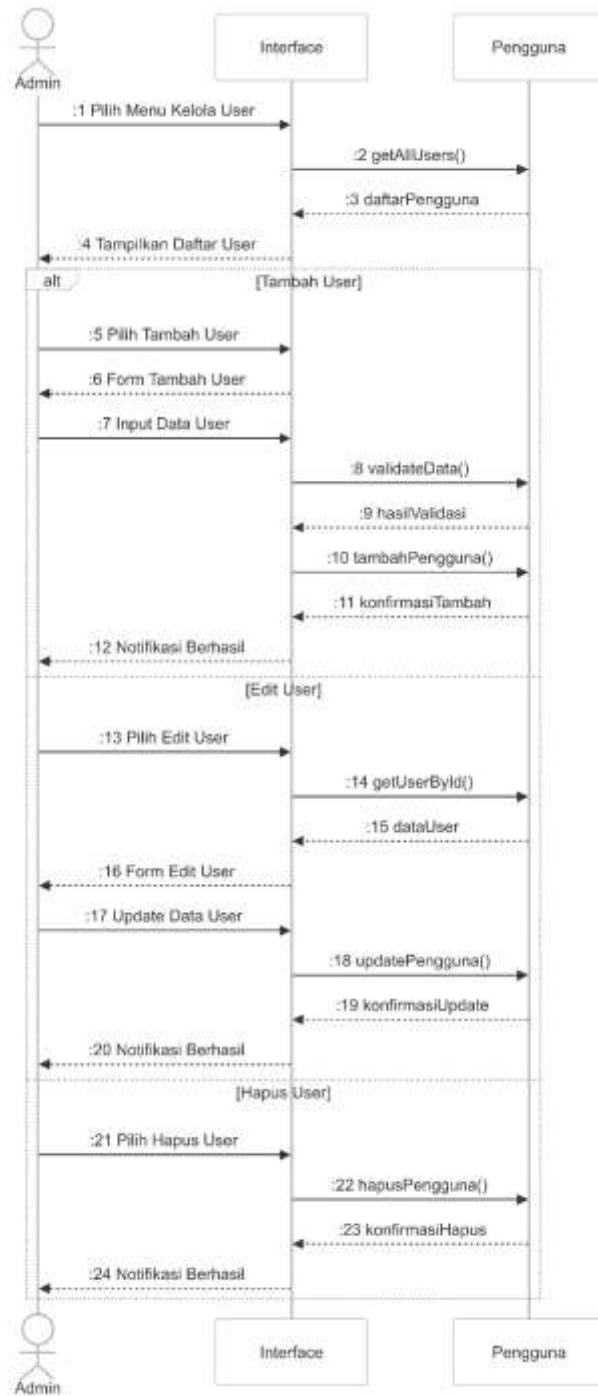 Admin
Interface
Pengguna
:1 Pilih Menu Kelola User
:2 getAllUsers()
:3 daftarPengguna
:4 Tampilkan Daftar User
alt
[Tambah User]
:5 Pilih Tambah User
:6 Form Tambah User
:7 Input Data User
:8 validateData()
:9 hasilValidasi
:10 tambahPengguna()
:11 konfirmasiTambah
:12 Notifikasi Berhasil
[Edit User]
:13 Pilih Edit User
:14 getUserById()
:15 dataUser
:16 Form Edit User
:17 Update Data User
:18 updatePengguna()
:19 konfirmasiUpdate
:20 Notifikasi Berhasil
[Hapus User]
:21 Pilih Hapus User
:22 hapusPengguna()
:23 konfirmasiHapus
:24 Notifikasi Berhasil
Admin
Interface
Pengguna